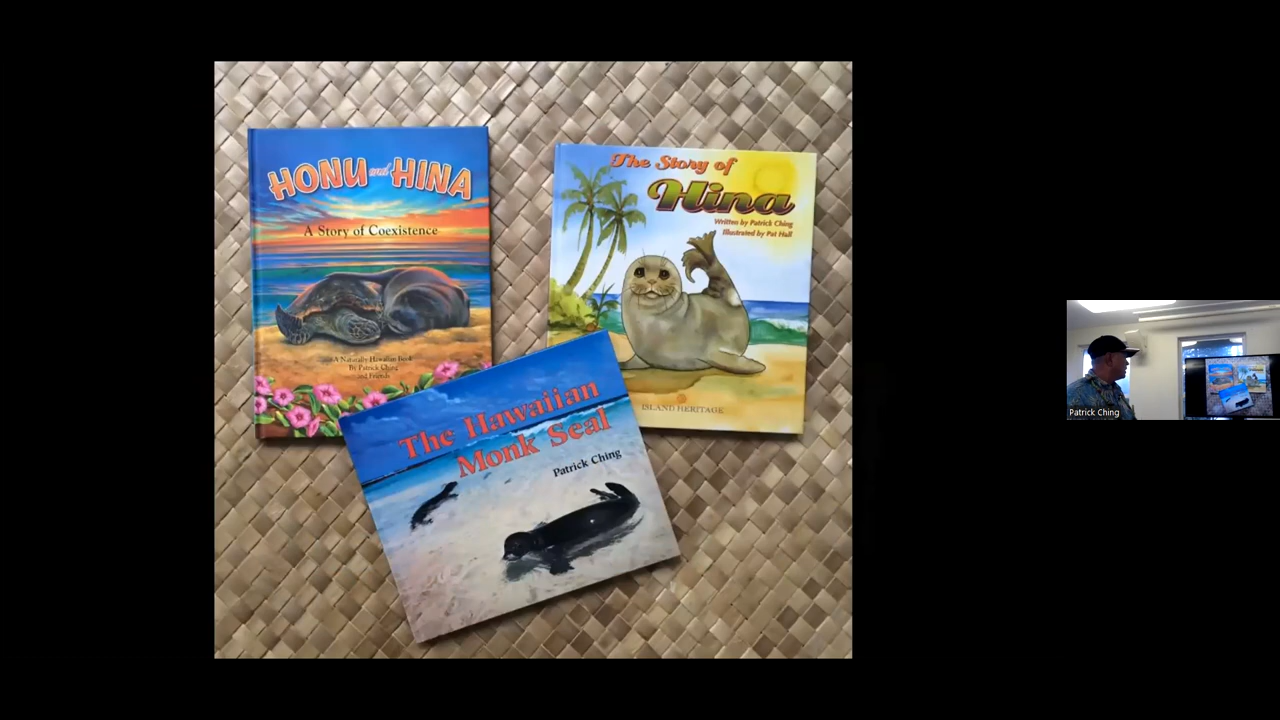 HONU and HINA
A Story of Coexistence
A Naturally Hawaiian Book
By Patrick Ching
and Friends
The Story of
Hina
Written by Patrick Ching
Illustrated by Pat Hall
ISLAND HERITAGE
The Hawaiian
Monk Seal
Patrick Ching
Patrick Ching